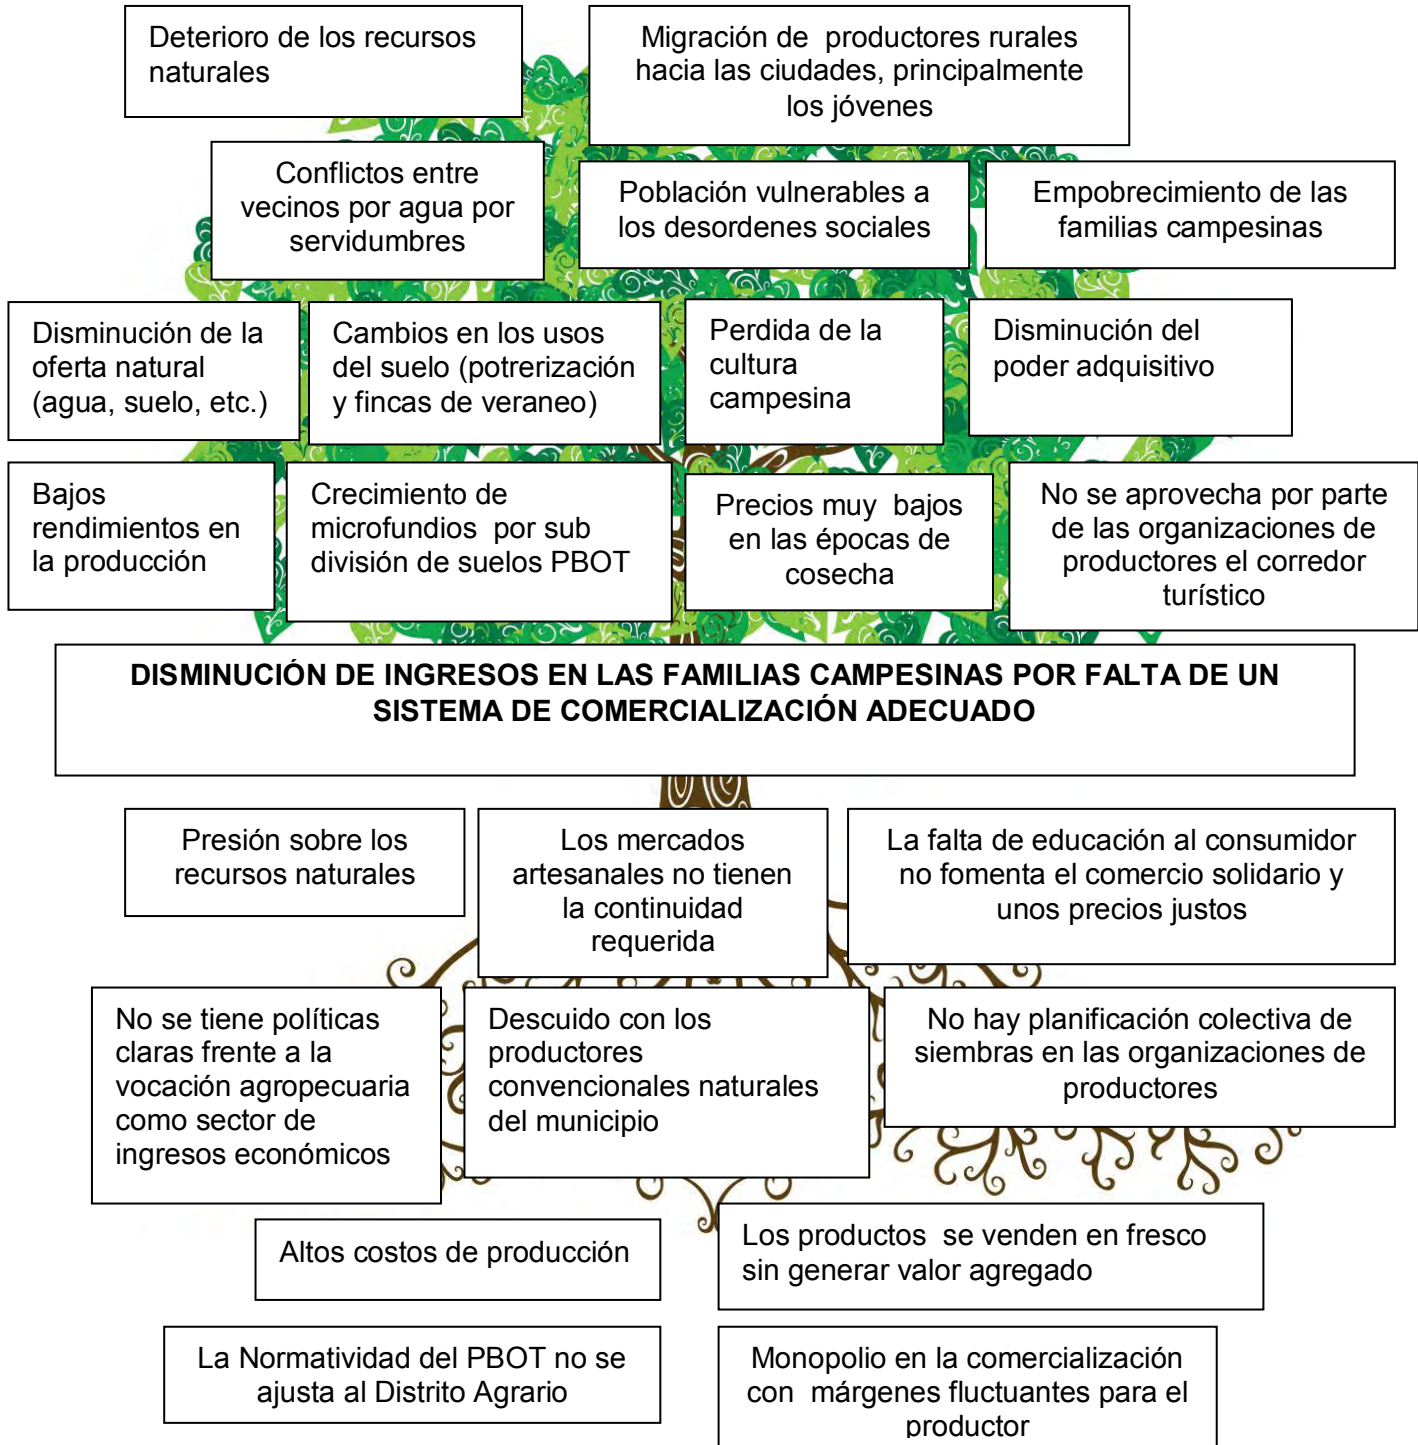 Deterioro de los recursos
naturales
Migración de productores rurales
hacia las ciudades, principalmente
los jóvenes
Conflictos entre
vecinos por agua por
servidumbres
Población vulnerables a
los desordenes sociales
Empobrecimiento de las
familias campesinas
Disminución de la
oferta natural
(agua, suelo, etc.)
Cambios en los usos
del suelo (potrerización
y fincas de veraneo)
Perdida de la
cultura
campesina
Disminución del
poder adquisitivo
Bajos
rendimientos en
la producción
Crecimiento de
microfundios por sub
división de suelos PBOT
Precios muy bajos
en las épocas de
cosecha
No se aprovecha por parte
de las organizaciones de
productores el corredor
turístico
DISMINUCIÓN DE INGRESOS EN LAS FAMILIAS CAMPESINAS POR FALTA DE UN
SISTEMA DE COMERCIALIZACIÓN ADECUADO
Presión sobre los
recursos naturales
Los mercados
artesanales no tienen
la continuidad
requerida
La falta de educación al consumidor
no fomenta el comercio solidario y
unos precios justos
No se tiene políticas
claras frente a la
vocación agropecuaria
como sector de
ingresos económicos
Descuido con los
productores
convencionales naturales
del municipio
No hay planificación colectiva de
siembras en las organizaciones de
productores
Altos costos de producción
Los productos se venden en fresco
sin generar valor agregado
La Normatividad del PBOT no se
ajusta al Distrito Agrario
Monopolio en la comercialización
con márgenes fluctuantes para el
productor